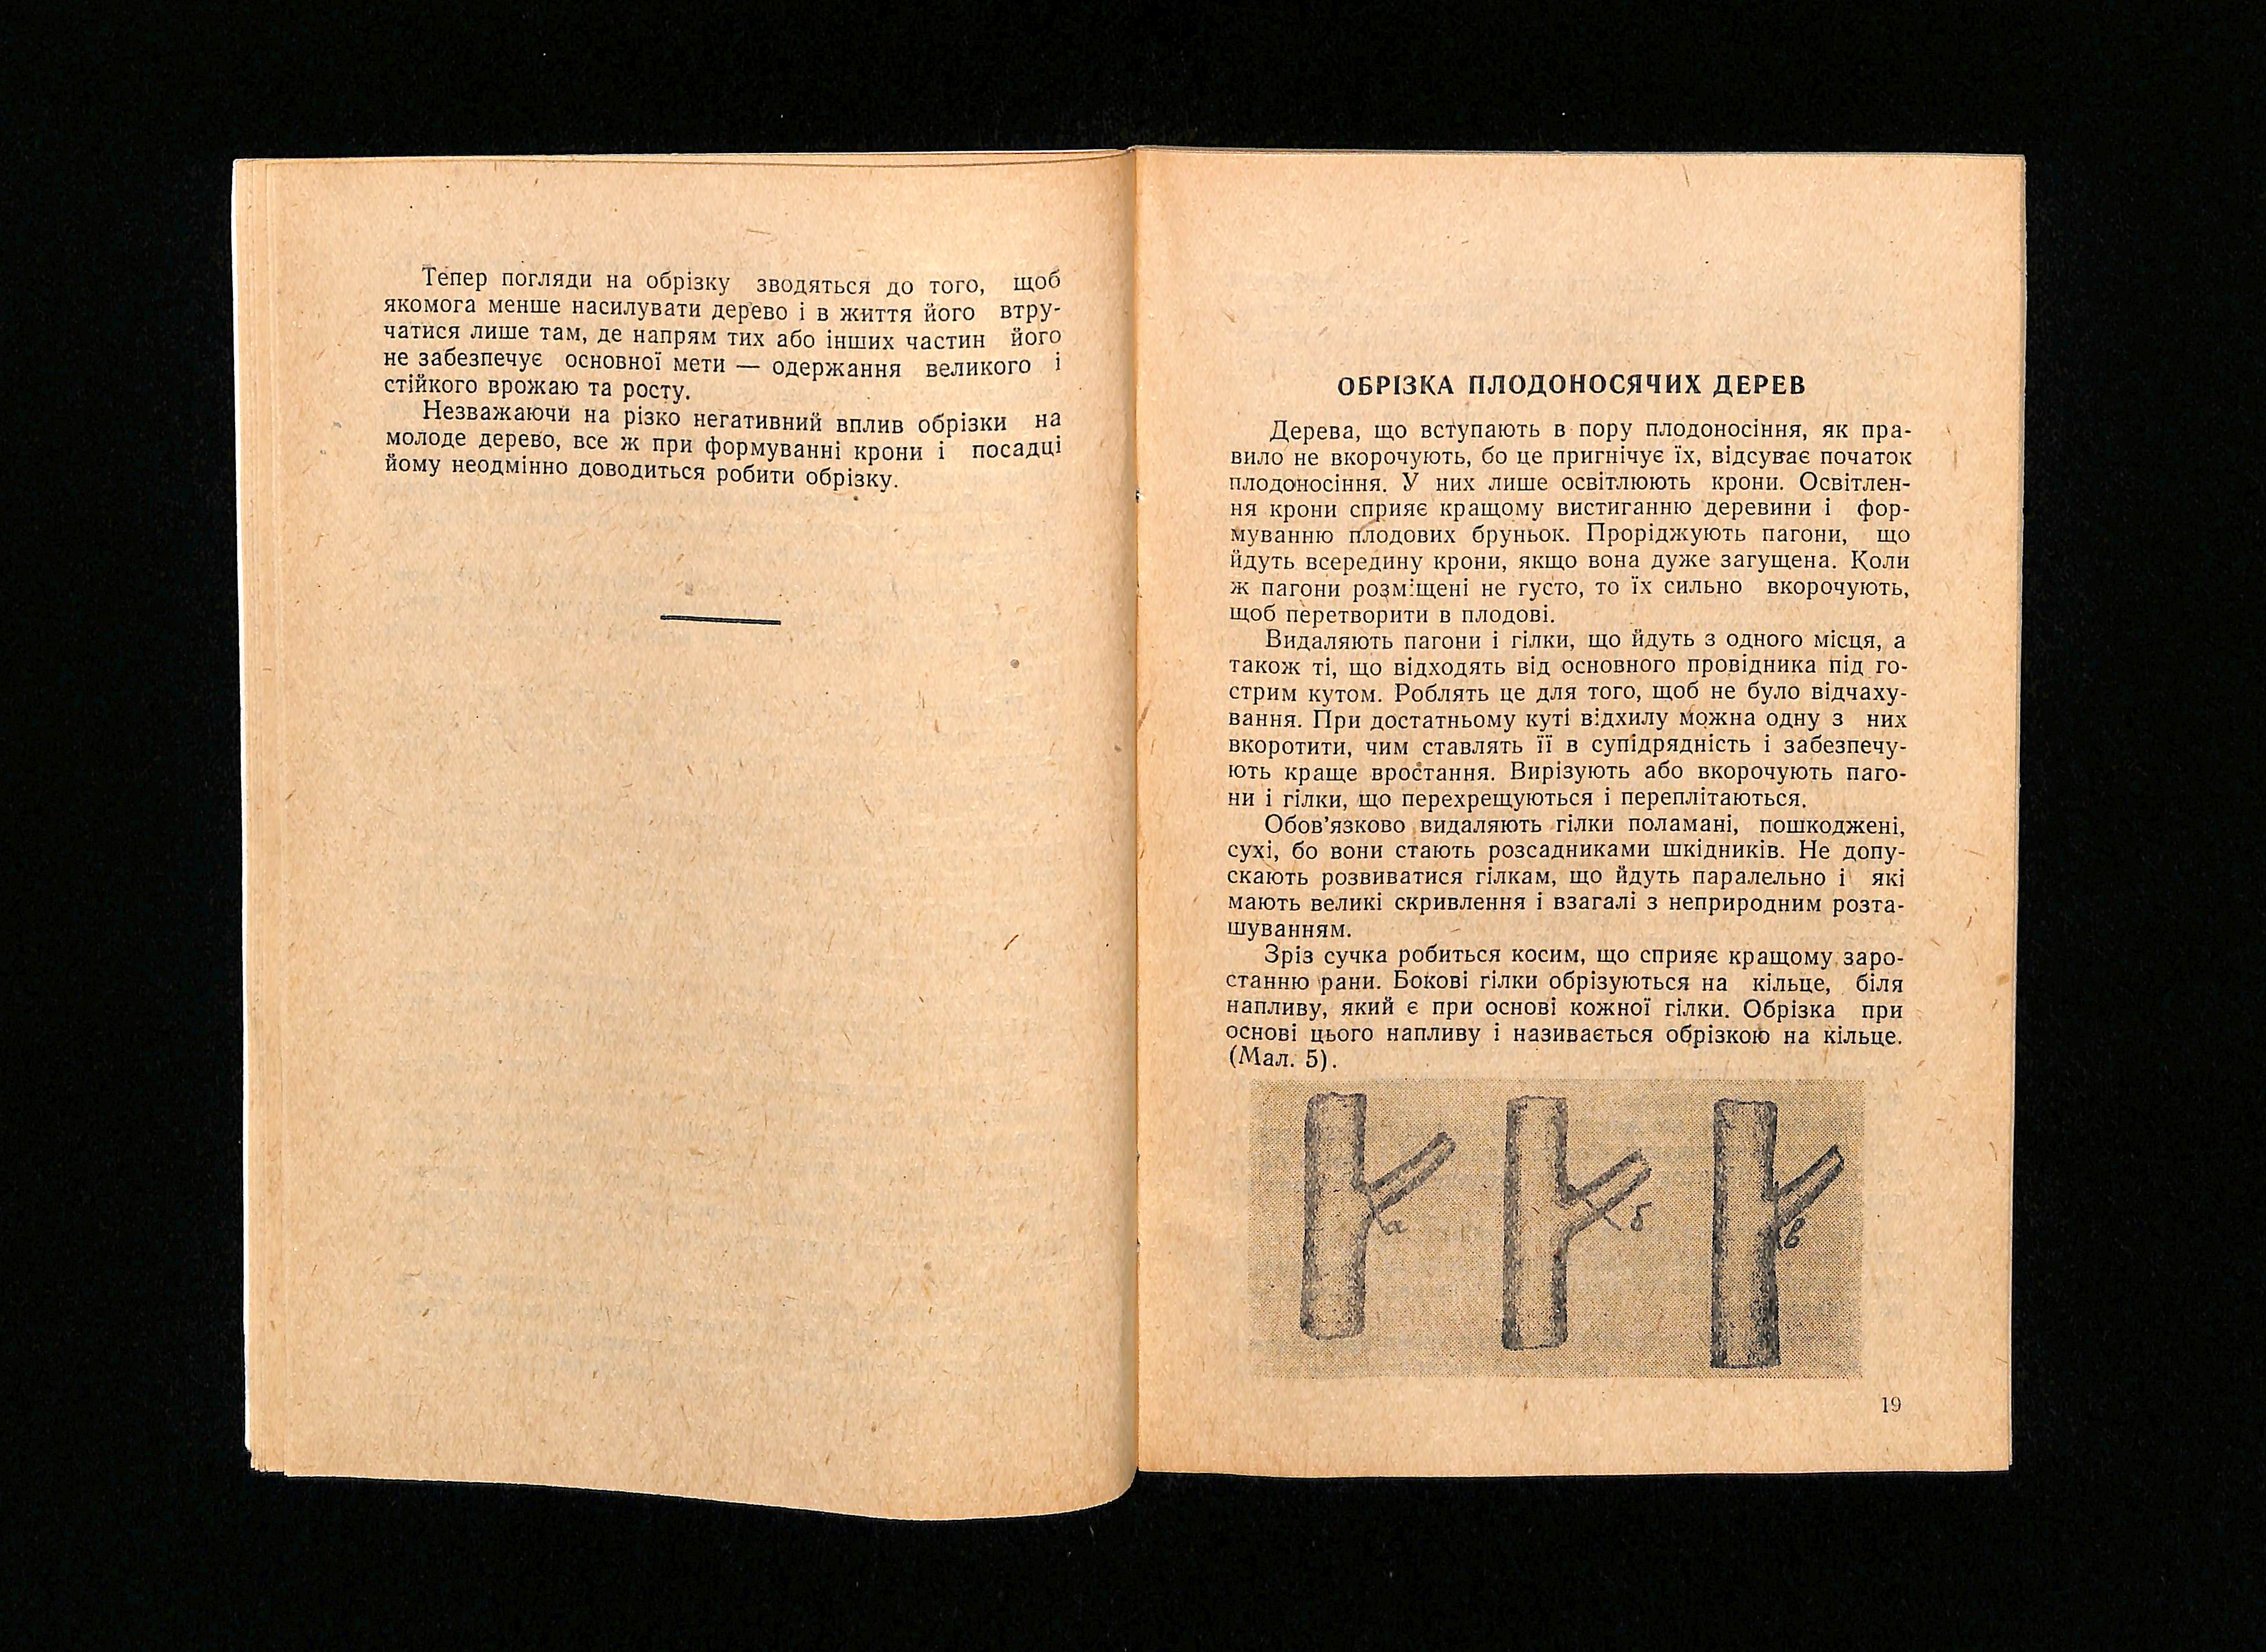 Тепер погляди на обрізку зводяться до того, щоб
якомога менше насилувати дерево і в життя його втру-
чатися лише там, де напрям тих або інших частин його
не забезпечує основної мети — одержання великого і
стійкого врожаю та росту.
Незважаючи на різко негативний вплив обрізки на
молоде дерево, все ж при формуванні крони і посадці
йому неодмінно доводиться робити обрізку.
ОБРІЗКА ПЛОДОНОСЯЧИХ ДЕРЕВ
Дерева, що вступають в пору плодоносіння, як пра-
вило не вкорочують, бо це пригнічує їх, відсуває початок
плодоносіння. У них лише освітлюють крони. Освітлен-
ня крони сприяє кращому вистиганню деревини і фор-
муванню плодових бруньок. Проріджують пагони, що
йдуть всередину крони, якщо вона дуже загущена. Коли
ж пагони розміщені не густо, то їх сильно вкорочують,
щоб перетворити в плодові.
Видаляють пагони і гілки, що йдуть з одного місця, а
також ті, що відходять від основного провідника під го-
стрим кутом. Роблять це для того, щоб не було відчаху-
вання. При достатньому куті відхилу можна одну з них
вкоротити, чим ставлять її в супідрядність і забезпечу-
ють краще вростання. Вирізують або вкорочують паго-
ни і гілки, що перехрещуються і переплітаються.
Обов’язково видаляють гілки поламані, пошкоджені,
сухі, бо вони стають розсадниками шкідників. Не допу-
скають розвиватися гілкам, що йдуть паралельно і які
мають великі скривлення і взагалі з неприродним розта-
шуванням.
Зріз сучка робиться косим, що сприяє кращому заро-
станню рани. Бокові гілки обрізуються на кільце, біля
напливу, який є при основі кожної гілки. Обрізка при
основі цього напливу і називається обрізкою на кільце.
(Мал. 5).
а б в
19